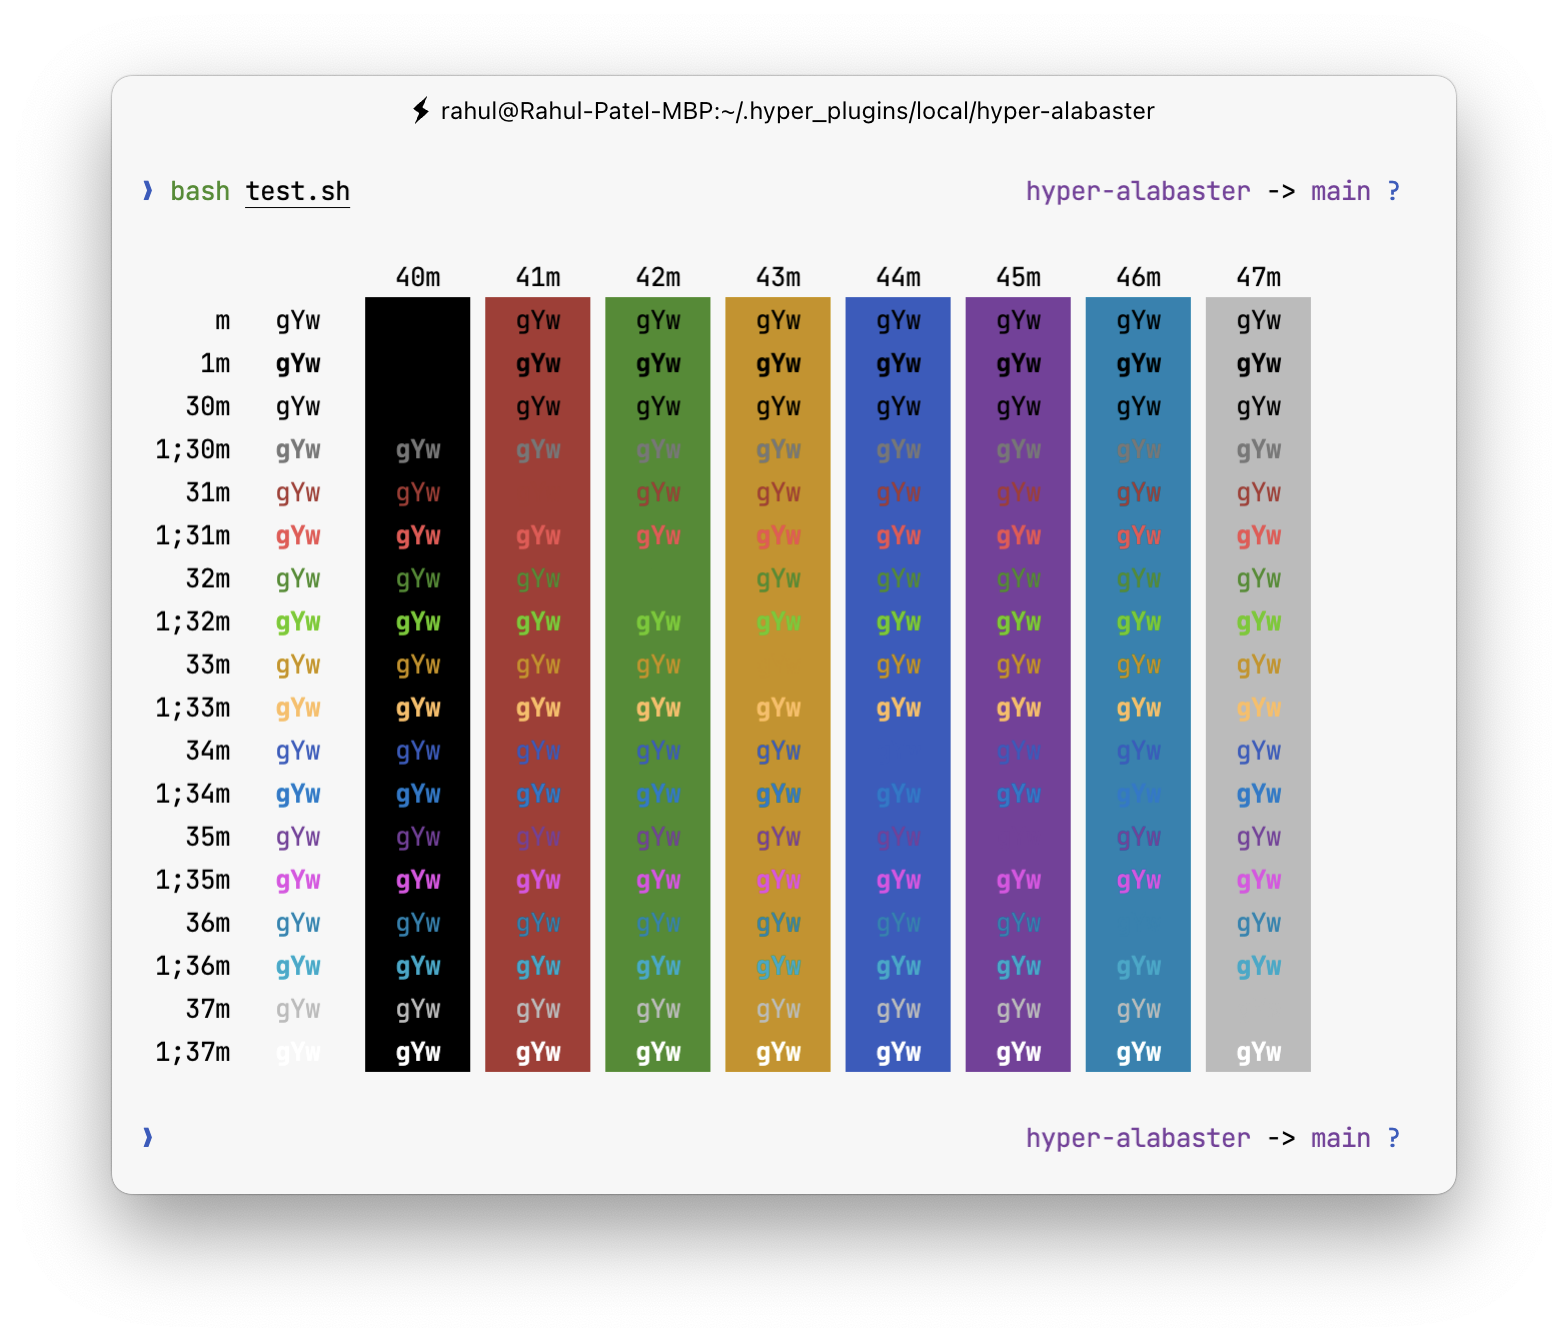 rahul@Rahul-Patel-MBP:~/.hyper_plugins/local/hyper-alabaster
❱ bash test.sh hyper-alabaster -> main ?
40m 41m 42m 43m 44m 45m 46m 47m
m gYw gYw gYw gYw gYw gYw gYw gYw
1m gYw gYw gYw gYw gYw gYw gYw gYw
30m gYw gYw gYw gYw gYw gYw gYw gYw
1;30m gYw gYw gYw gYw gYw gYw gYw gYw gYw
31m gYw gYw gYw gYw gYw gYw gYw gYw
1;31m gYw gYw gYw gYw gYw gYw gYw gYw gYw
32m gYw gYw gYw gYw gYw gYw gYw gYw
1;32m gYw gYw gYw gYw gYw gYw gYw gYw gYw
33m gYw gYw gYw gYw gYw gYw gYw gYw
1;33m gYw gYw gYw gYw gYw gYw gYw gYw gYw
34m gYw gYw gYw gYw gYw gYw gYw gYw
1;34m gYw gYw gYw gYw gYw gYw gYw gYw gYw
35m gYw gYw gYw gYw gYw gYw gYw gYw
1;35m gYw gYw gYw gYw gYw gYw gYw gYw gYw
36m gYw gYw gYw gYw gYw gYw gYw gYw
1;36m gYw gYw gYw gYw gYw gYw gYw gYw gYw
37m gYw gYw gYw gYw gYw gYw gYw gYw
1;37m gYw gYw gYw gYw gYw gYw gYw gYw gYw
❱ hyper-alabaster -> main ?